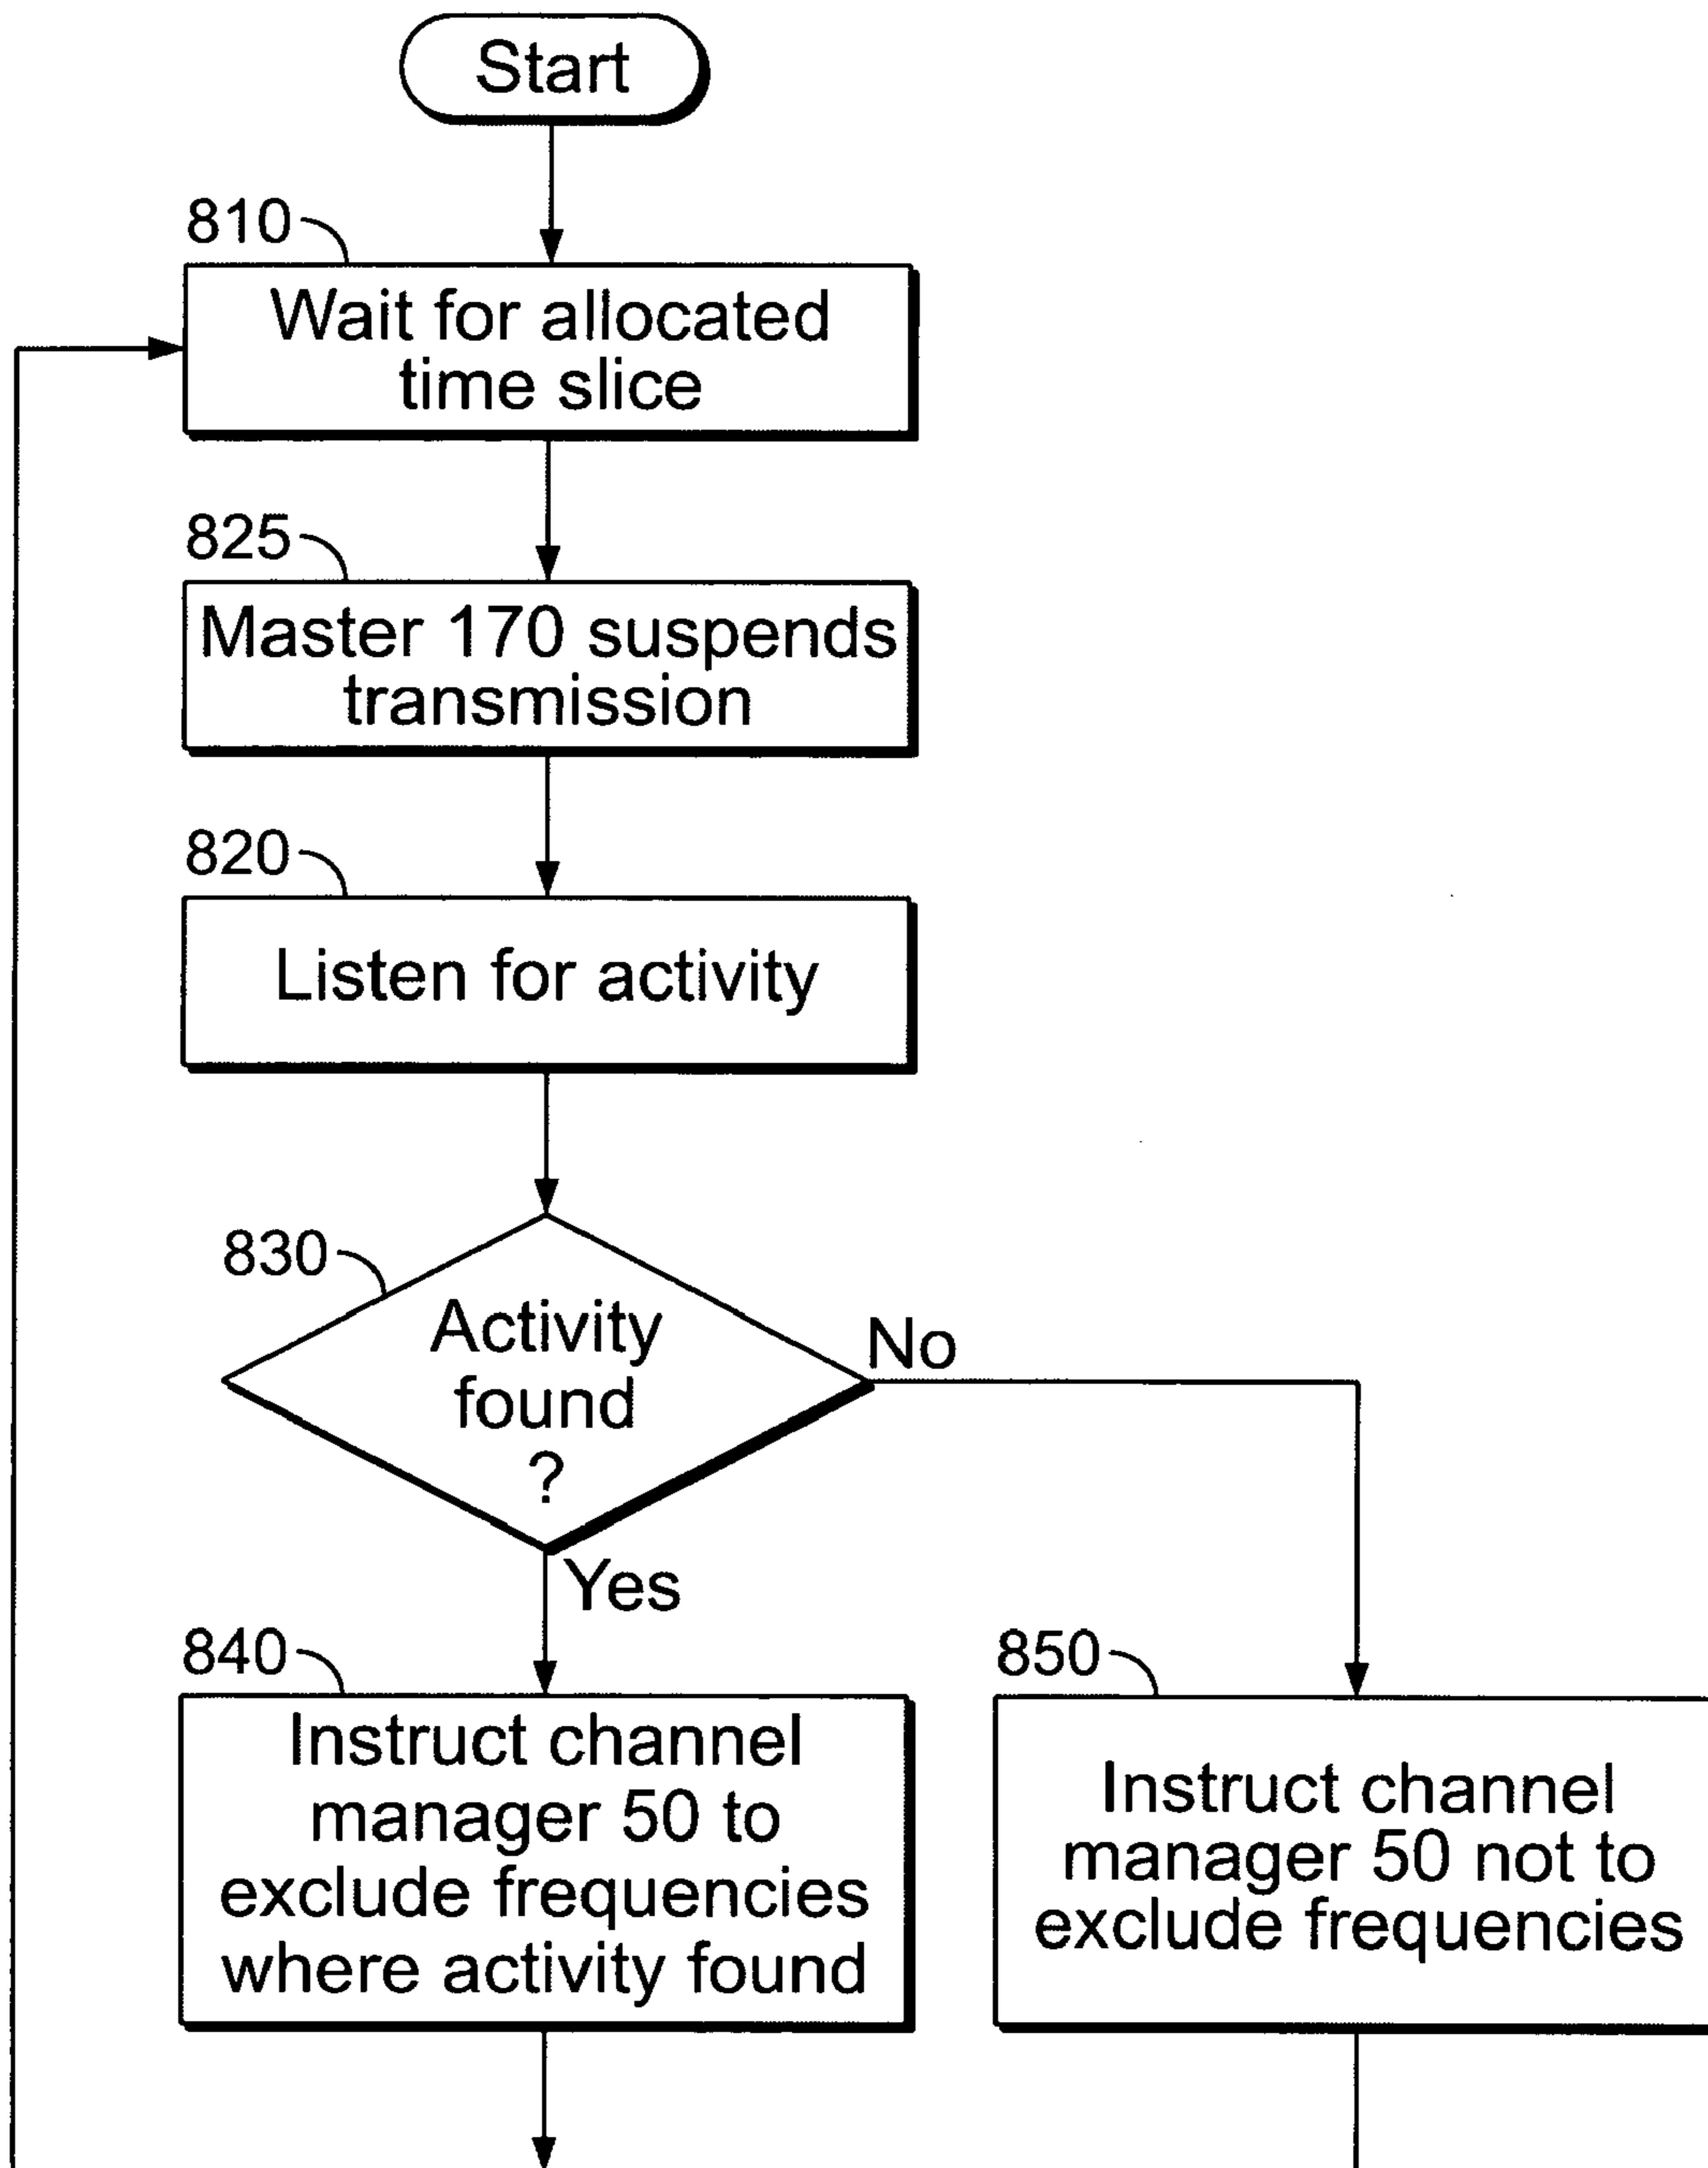 Start
810
Wait for allocated
time slice
825
Master 170 suspends
transmission
820
Listen for activity
830
Activity
found
?
No
Yes
840
Instruct channel
manager 50 to
exclude frequencies
where activity found
850
Instruct channel
manager 50 not to
exclude frequencies